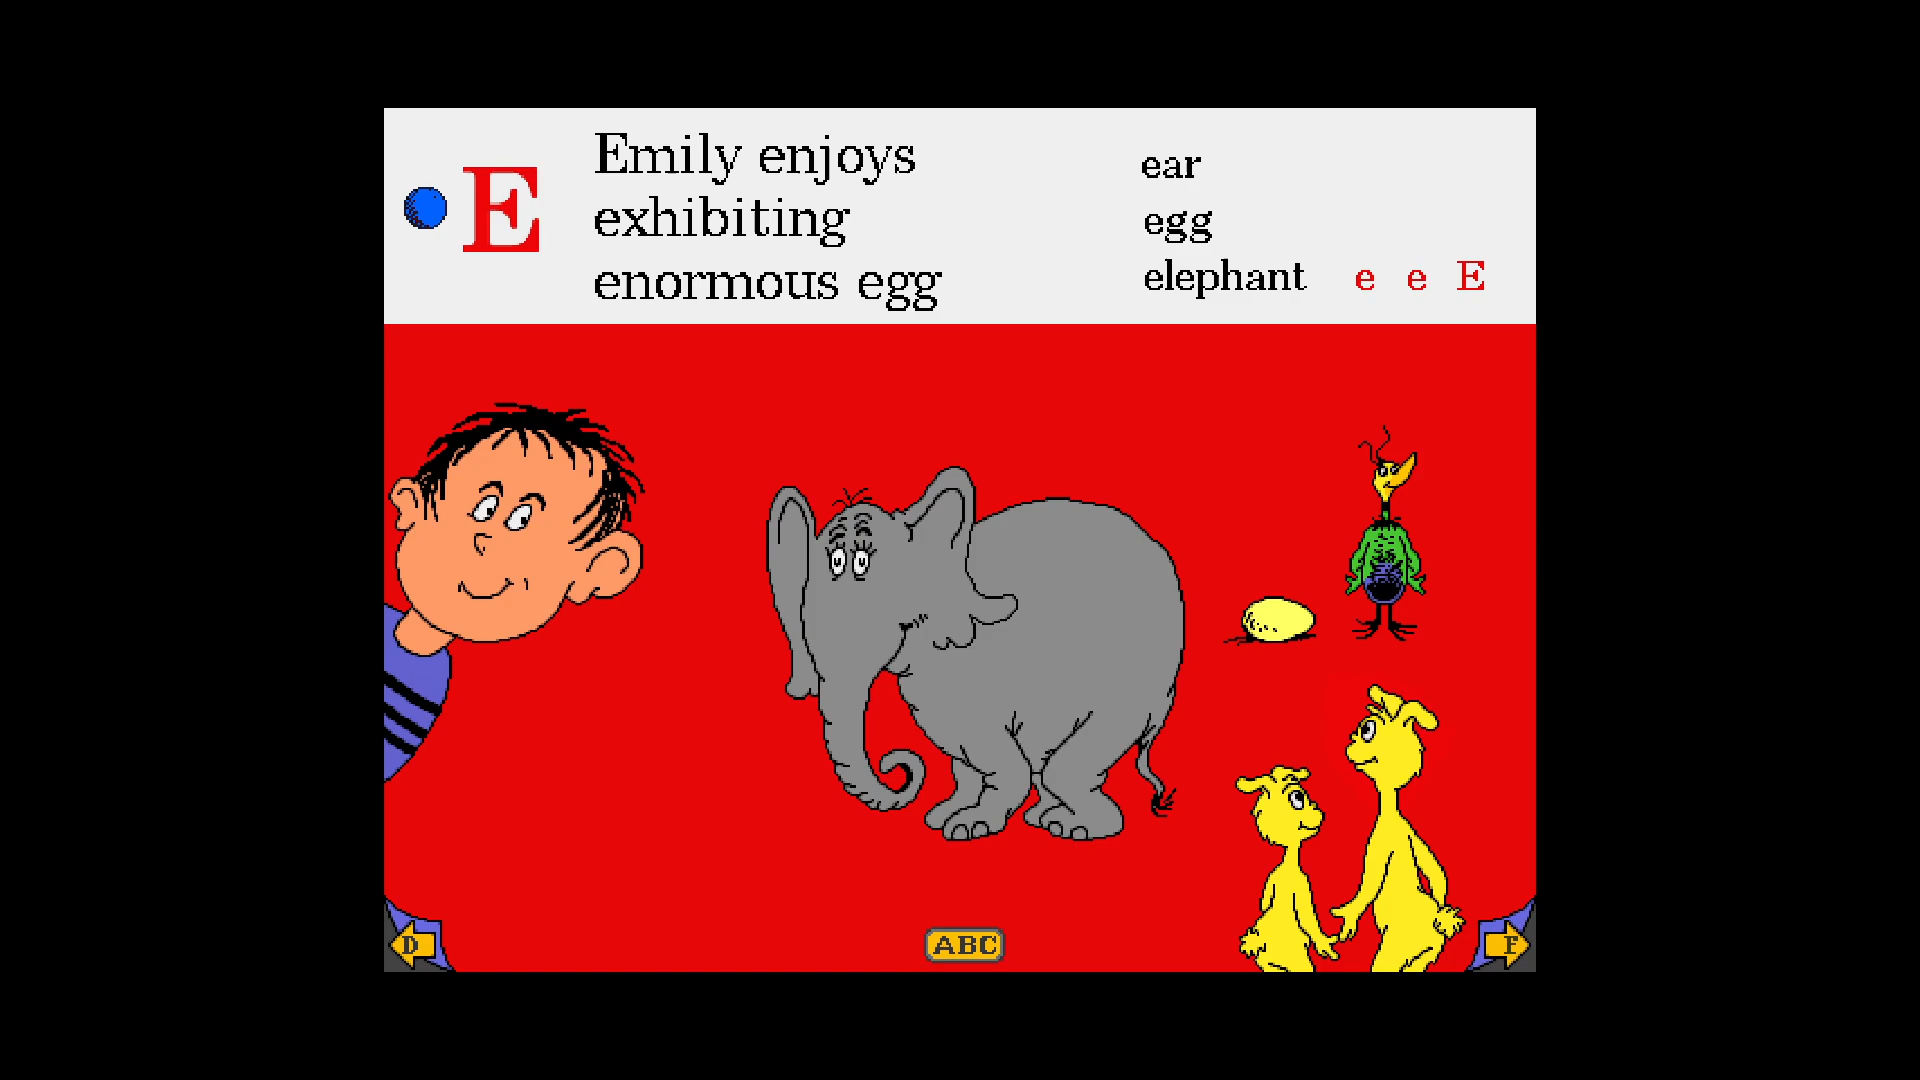 E
Emily enjoys
exhibiting
enormous egg
ear
egg
elephant e e E
D
ABC
F